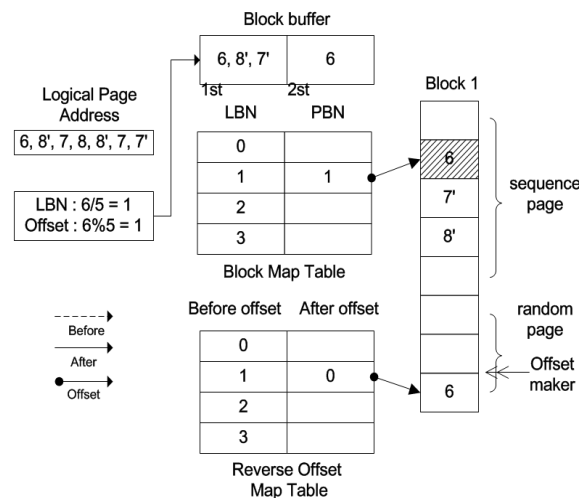 Block buffer
6, 8', 7' 6
1st 2st
Logical Page
Address
6, 8', 7, 8, 8', 7, 7'
LBN : 6/5 = 1
Offset : 6%5 = 1
LBN PBN
0
1 1
2
3
Block Map Table
Block 1
6
7'
8'
6
sequence
page
random
page
Offset
maker
Before
After
Offset
Before offset After offset
0
1 0
2
3
Reverse Offset
Map Table